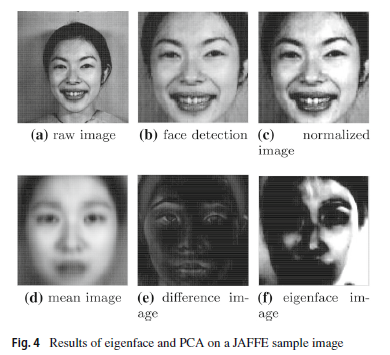 (a) raw image (b) face detection (c) normalized
image
(d) mean image (e) difference im- (f) eigenface im-
age age
Fig. 4 Results of eigenface and PCA on a JAFFE sample image